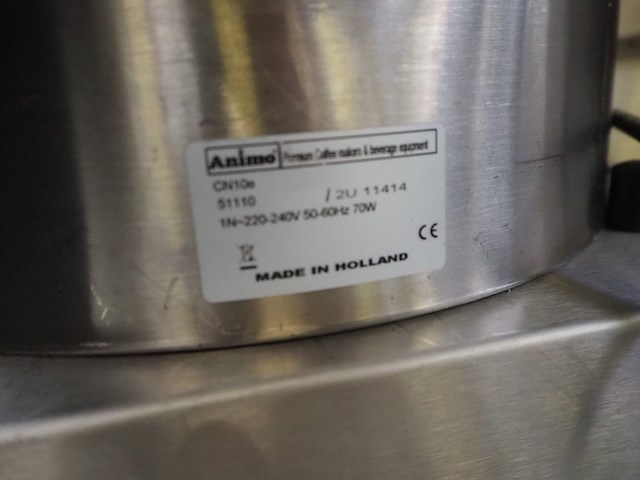 Animo Premium Coffee makers & beverage equipment
CN10e
51110 / 2U 11414
1N~220-240V 50-60Hz 70W
CE
MADE IN HOLLAND